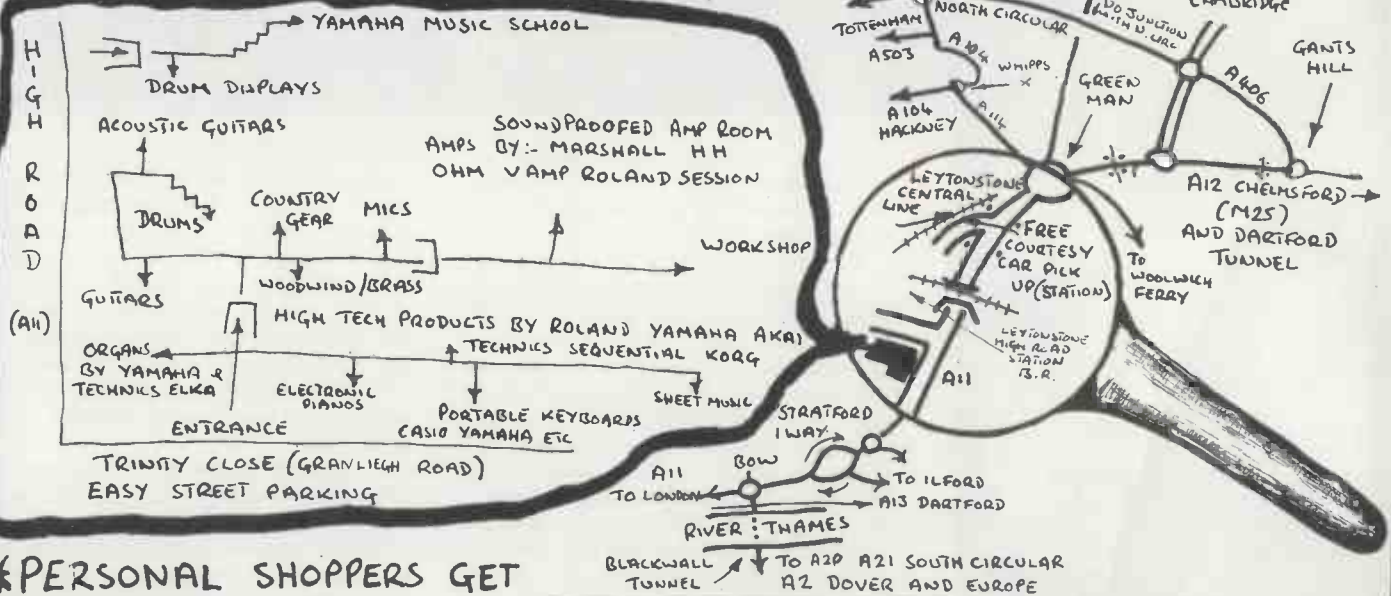 YAMAHA MUSIC SCHOOL
DRUM DISPLAYS
HIGH ROAD
(A11)
ACOUSTIC GUITARS
DRUMS
COUNTRY
GEAR
MICS
SOUNDPROOFED AMP ROOM
AMPS BY:- MARSHALL HH
OHM VAMP ROLAND SESSION
WORKSHOP
GUITARS
WOODWIND/BRASS
HIGH TECH PRODUCTS BY ROLAND YAMAHA AKAI
TECHNICS SEQUENTIAL KORG
ORGANS
BY YAMAHA &
TECHNICS ELKA
ELECTRONIC
PIANOS
PORTABLE KEYBOARDS
CASIO YAMAHA ETC
SHEET MUSIC
ENTRANCE
TRINITY CLOSE (GRANLIEGH ROAD)
EASY STREET PARKING
*PERSONAL SHOPPERS GET
TOTTENHAM
A503
NORTH CIRCULAR
A104
WHIPPS
X
JUNCTION
CAMBRIDGE
A406
GANTS
HILL
GREEN
MAN
A104
HACKNEY
A114
A12 CHELMSFORD
(M25)
AND DARTFORD
TUNNEL
LEYTONSTONE
CENTRAL
LINE
FREE
COURTESY
CAR PICK
UP (STATION)
TO
WOOLWICH
FERRY
LEYTONSTONE
HIGH ROAD
STATION
B.R.
A11
STRATFORD
1 WAY
BOW
A11
TO LONDON
TO ILFORD
A13 DARTFORD
RIVER THAMES
BLACKWALL
TUNNEL
TO A20 A21 SOUTH CIRCULAR
A2 DOVER AND EUROPE